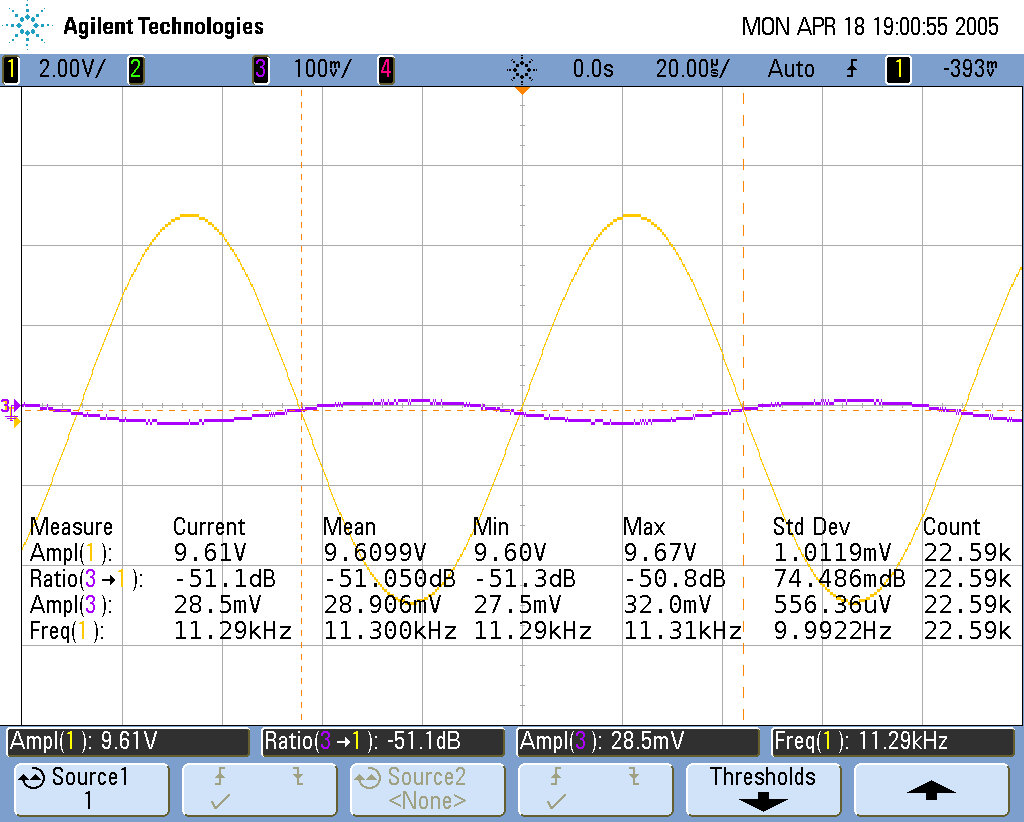 Agilent Technologies MON APR 18 19:00:55 2005
1 2.00V/ 2 3 100mV/ 4 0.0s 20.00us/ Auto 1 -393mV
3
Measure Current Mean Min Max Std Dev Count
Ampl(1): 9.61V 9.6099V 9.60V 9.67V 1.0119mV 22.59k
Ratio(3→1): -51.1dB -51.050dB -51.3dB -50.8dB 74.486mdB 22.59k
Ampl(3): 28.5mV 28.906mV 27.5mV 32.0mV 556.36uV 22.59k
Freq(1): 11.29kHz 11.300kHz 11.29kHz 11.31kHz 9.9922Hz 22.59k
Ampl(1): 9.61V Ratio(3→1): -51.1dB Ampl(3): 28.5mV Freq(1): 11.29kHz
Source1 Source2 Thresholds
1 ✓ <None> ✓